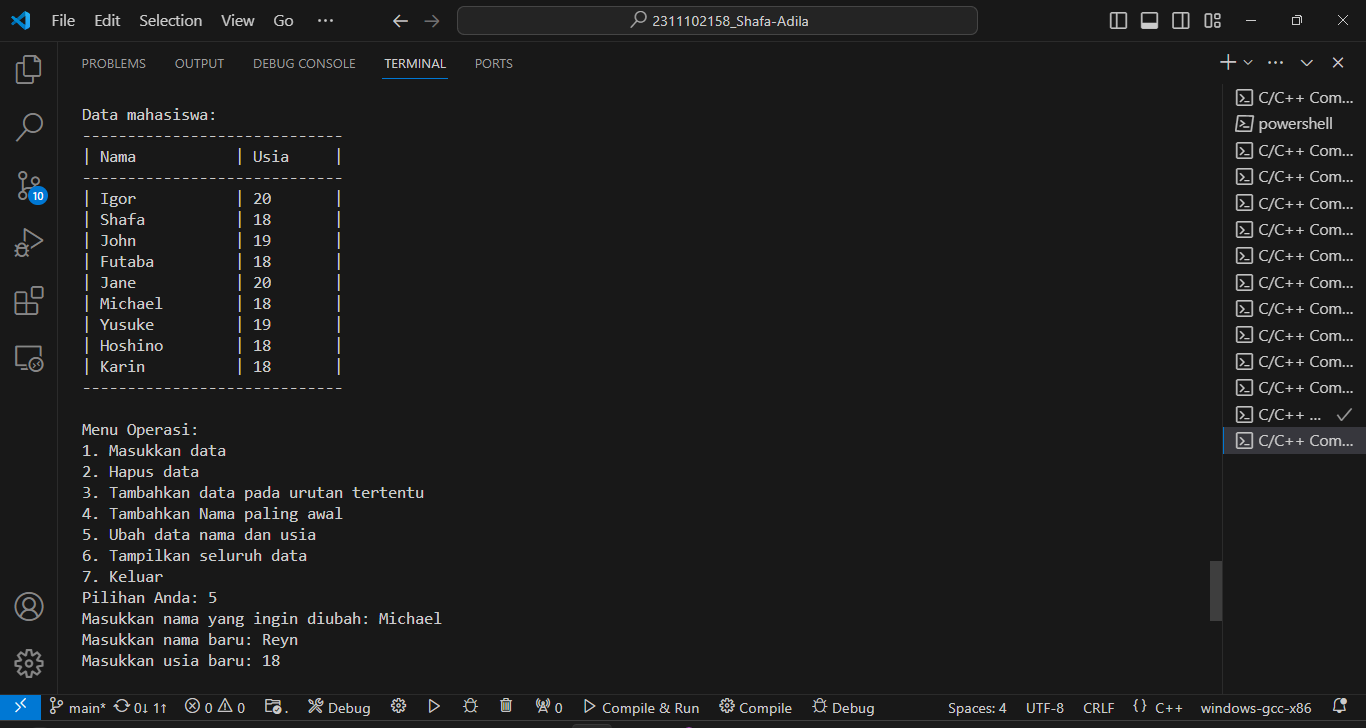 File Edit Selection View Go ... 2311102158_Shafa-Adila
PROBLEMS OUTPUT DEBUG CONSOLE TERMINAL PORTS
Data mahasiswa:
-----------------------------
| Nama | Usia |
-----------------------------
| Igor | 20 |
| Shafa | 18 |
| John | 19 |
| Futaba | 18 |
| Jane | 20 |
| Michael | 18 |
| Yusuke | 19 |
| Hoshino | 18 |
| Karin | 18 |
-----------------------------
Menu Operasi:
1. Masukkan data
2. Hapus data
3. Tambahkan data pada urutan tertentu
4. Tambahkan Nama paling awal
5. Ubah data nama dan usia
6. Tampilkan seluruh data
7. Keluar
Pilihan Anda: 5
Masukkan nama yang ingin diubah: Michael
Masukkan nama baru: Reyn
Masukkan usia baru: 18
C/C++ Com...
powershell
C/C++ Com...
C/C++ Com...
C/C++ Com...
C/C++ Com...
C/C++ Com...
C/C++ Com...
C/C++ Com...
C/C++ Com...
C/C++ Com...
C/C++ Com...
C/C++ ...
C/C++ Com...
10
main* 0↓ 1↑ 0 0 Debug 0 Compile & Run Compile Debug Spaces: 4 UTF-8 CRLF {} C++ windows-gcc-x86